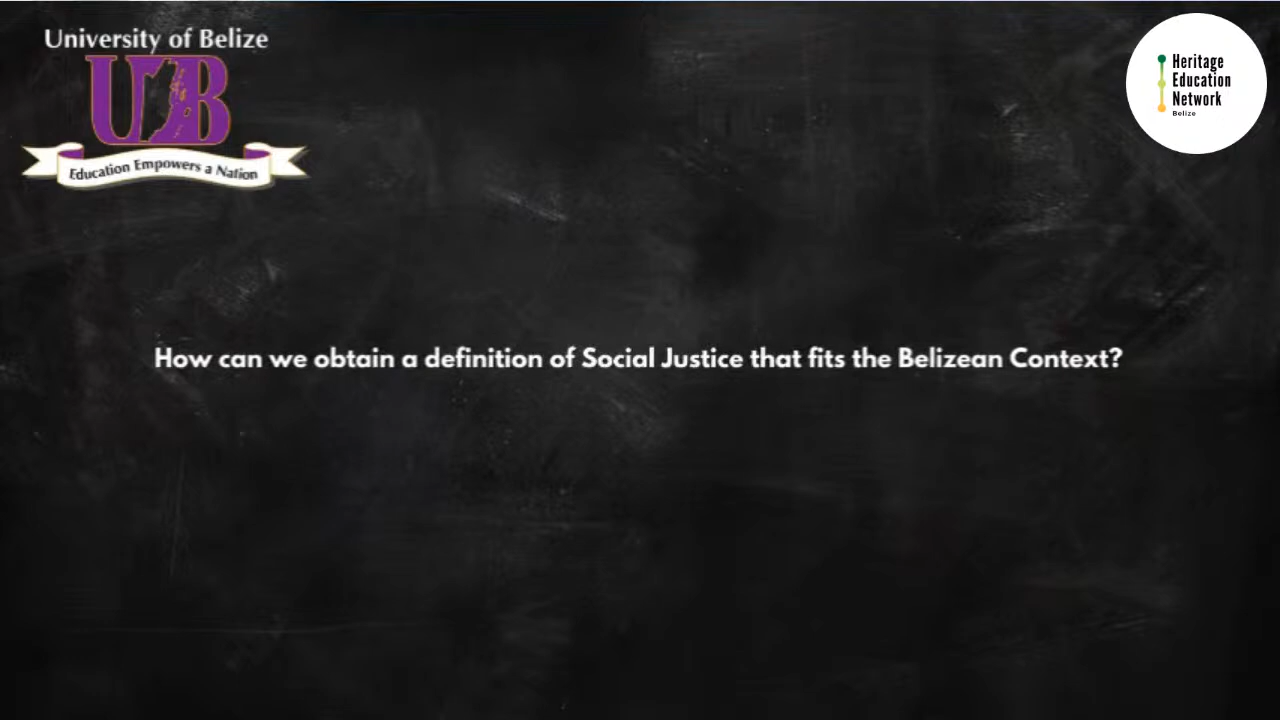 University of Belize
UB
Education Empowers a Nation
Heritage
Education
Network
Belize
How can we obtain a definition of Social Justice that fits the Belizean Context?